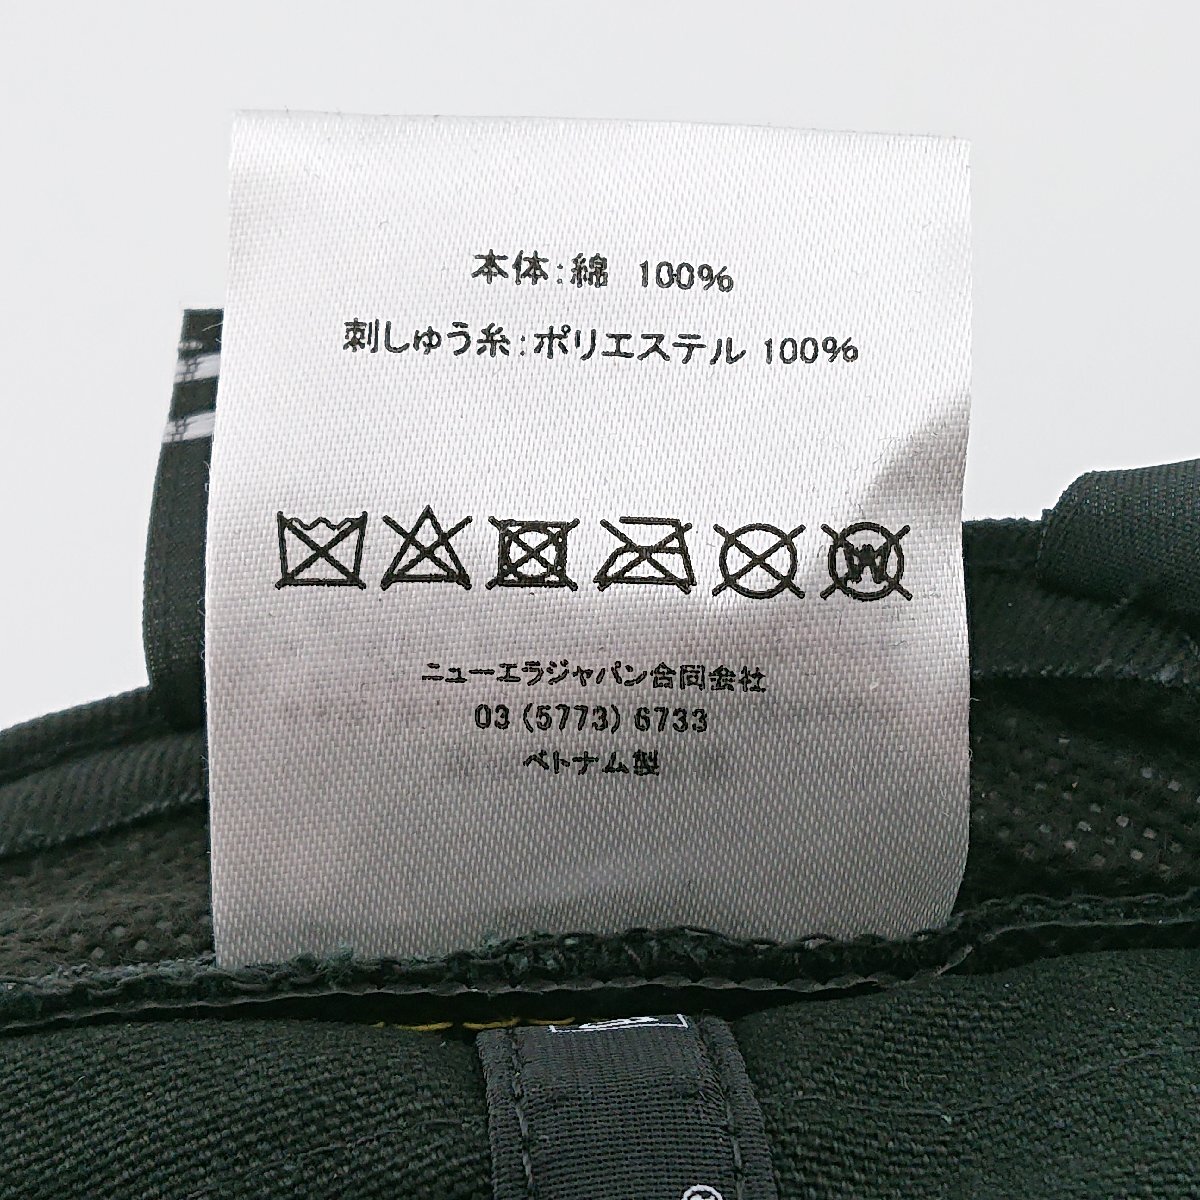 本体:綿 100%
刺しゅう糸:ポリエステル 100%
W
ニューエラジャパン合同会社
03(5773)6733
ベトナム製
®